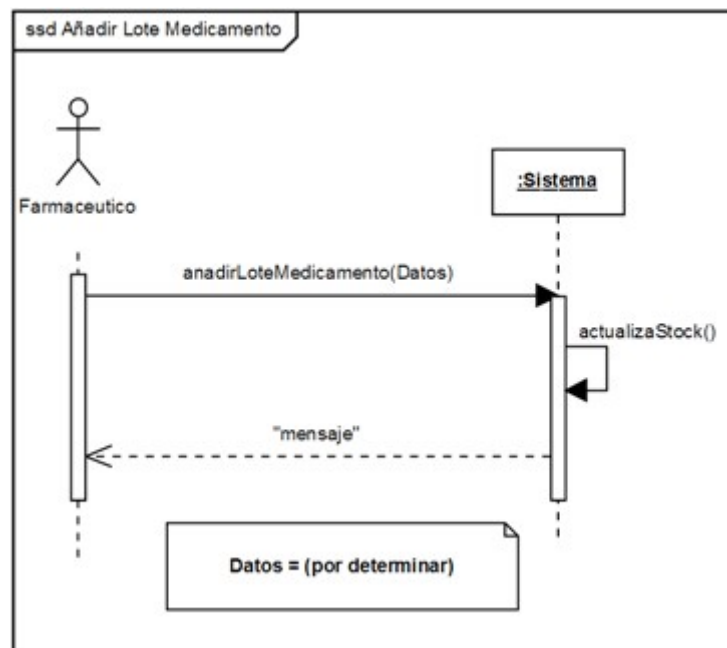 ssd Añadir Lote Medicamento
Farmaceutico
:Sistema
anadirLoteMedicamento(Datos)
actualizaStock()
"mensaje"
Datos = (por determinar)